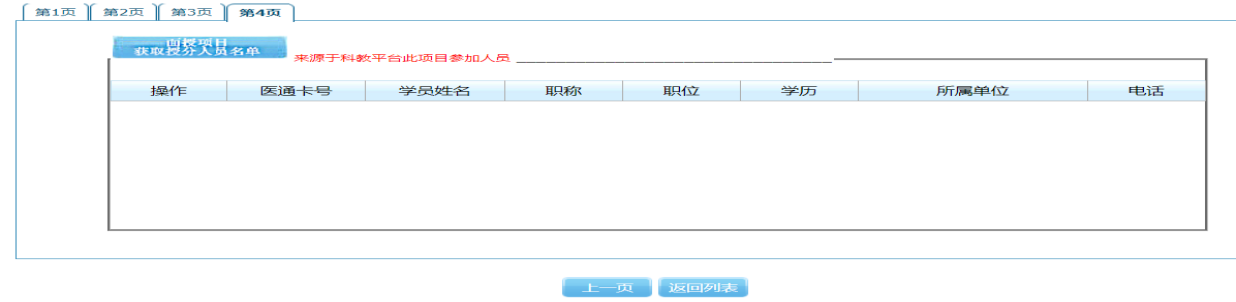 第1页 第2页 第3页 第4页
面授项目
获取授分人员名单 来源于科教平台此项目参加人员
操作 医通卡号 学员姓名 职称 职位 学历 所属单位 电话
上一页 返回列表